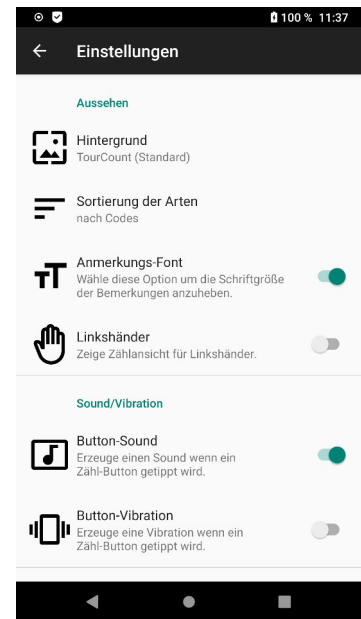 100 % 11:37
Einstellungen
Aussehen
Hintergrund
TourCount (Standard)
Sortierung der Arten
nach Codes
Anmerkungs-Font
Wähle diese Option um die Schriftgröße
der Bemerkungen anzuheben.
Linkshänder
Zeige Zählansicht für Linkshänder.
Sound/Vibration
Button-Sound
Erzeuge einen Sound wenn ein
Zähl-Button getippt wird.
Button-Vibration
Erzeuge eine Vibration wenn ein
Zähl-Button getippt wird.